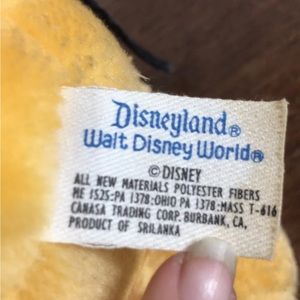 Disneyland®
Walt Disney World®
© DISNEY
ALL NEW MATERIALS POLYESTER FIBERS
ME 1525:PA 1378:OHIO PA 1378:MASS T-616
CANASA TRADING CORP. BURBANK, CA.
PRODUCT OF SRILANKA